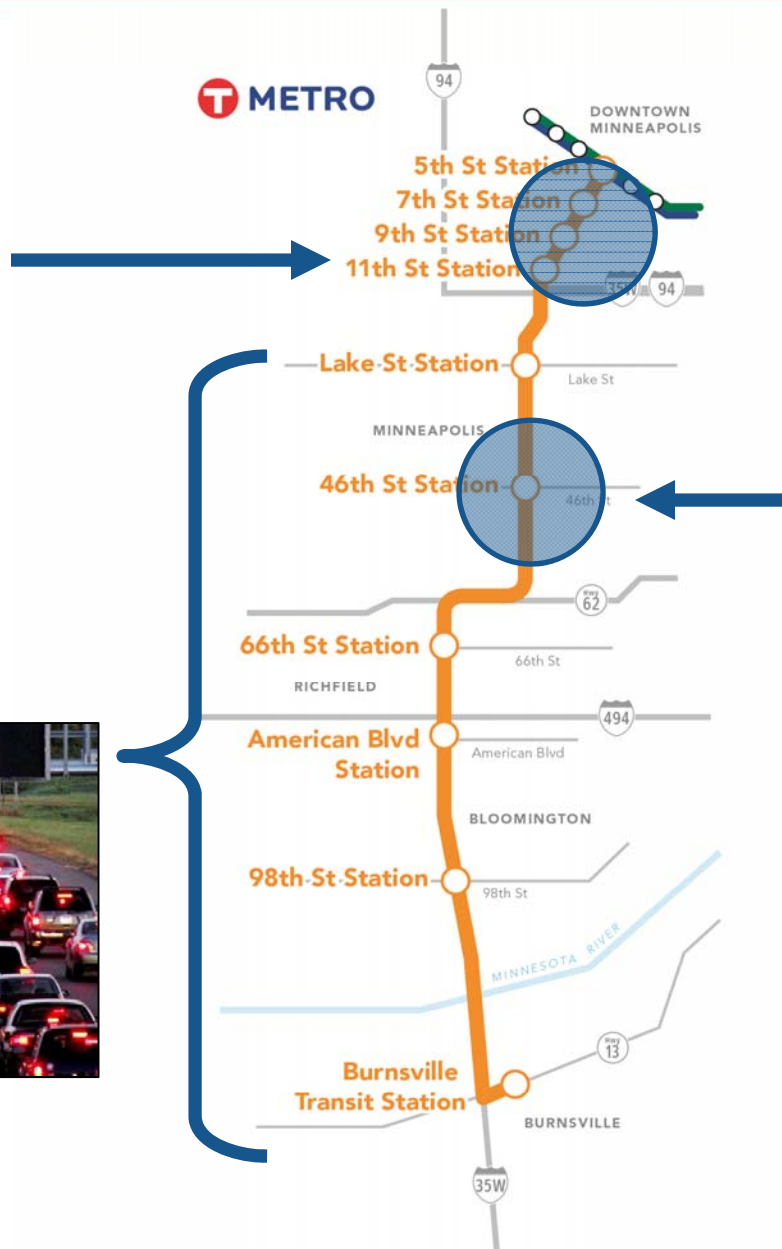 94
T METRO
DOWNTOWN
MINNEAPOLIS
5th St Station
7th St Station
9th St Station
11th St Station
35W
94
Lake St Station
Lake St
MINNEAPOLIS
46th St Station
46th St
Hwy
62
66th St Station
66th St
RICHFIELD
494
American Blvd
Station
American Blvd
BLOOMINGTON
98th St Station
98th St
MINNESOTA RIVER
Hwy
13
Burnsville
Transit Station
BURNSVILLE
35W